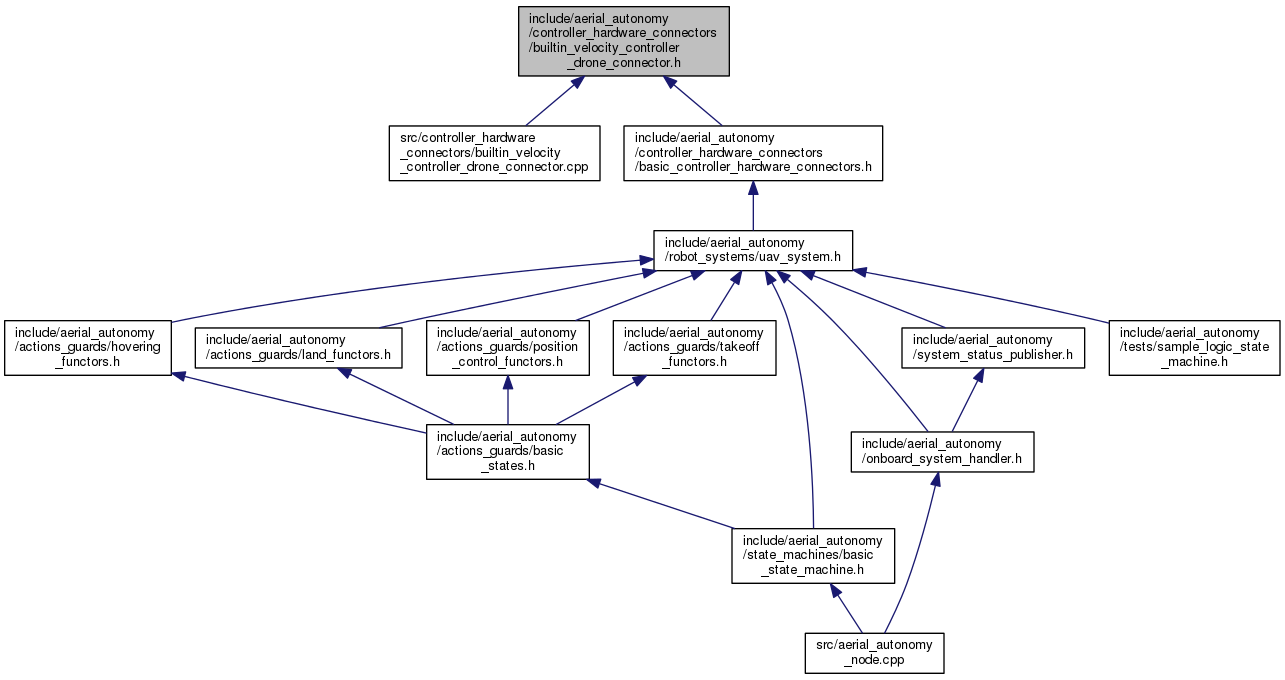 include/aerial_autonomy
/controller_hardware_connectors
/builtin_velocity_controller
_drone_connector.h
src/controller_hardware
_connectors/builtin_velocity
_controller_drone_connector.cpp
include/aerial_autonomy
/controller_hardware_connectors
/basic_controller_hardware_connectors.h
include/aerial_autonomy
/robot_systems/uav_system.h
include/aerial_autonomy
/actions_guards/hovering
_functors.h
include/aerial_autonomy
/actions_guards/land_functors.h
include/aerial_autonomy
/actions_guards/position
_control_functors.h
include/aerial_autonomy
/actions_guards/takeoff
_functors.h
include/aerial_autonomy
/system_status_publisher.h
include/aerial_autonomy
/tests/sample_logic_state
_machine.h
include/aerial_autonomy
/actions_guards/basic
_states.h
include/aerial_autonomy
/onboard_system_handler.h
include/aerial_autonomy
/state_machines/basic
_state_machine.h
src/aerial_autonomy
_node.cpp